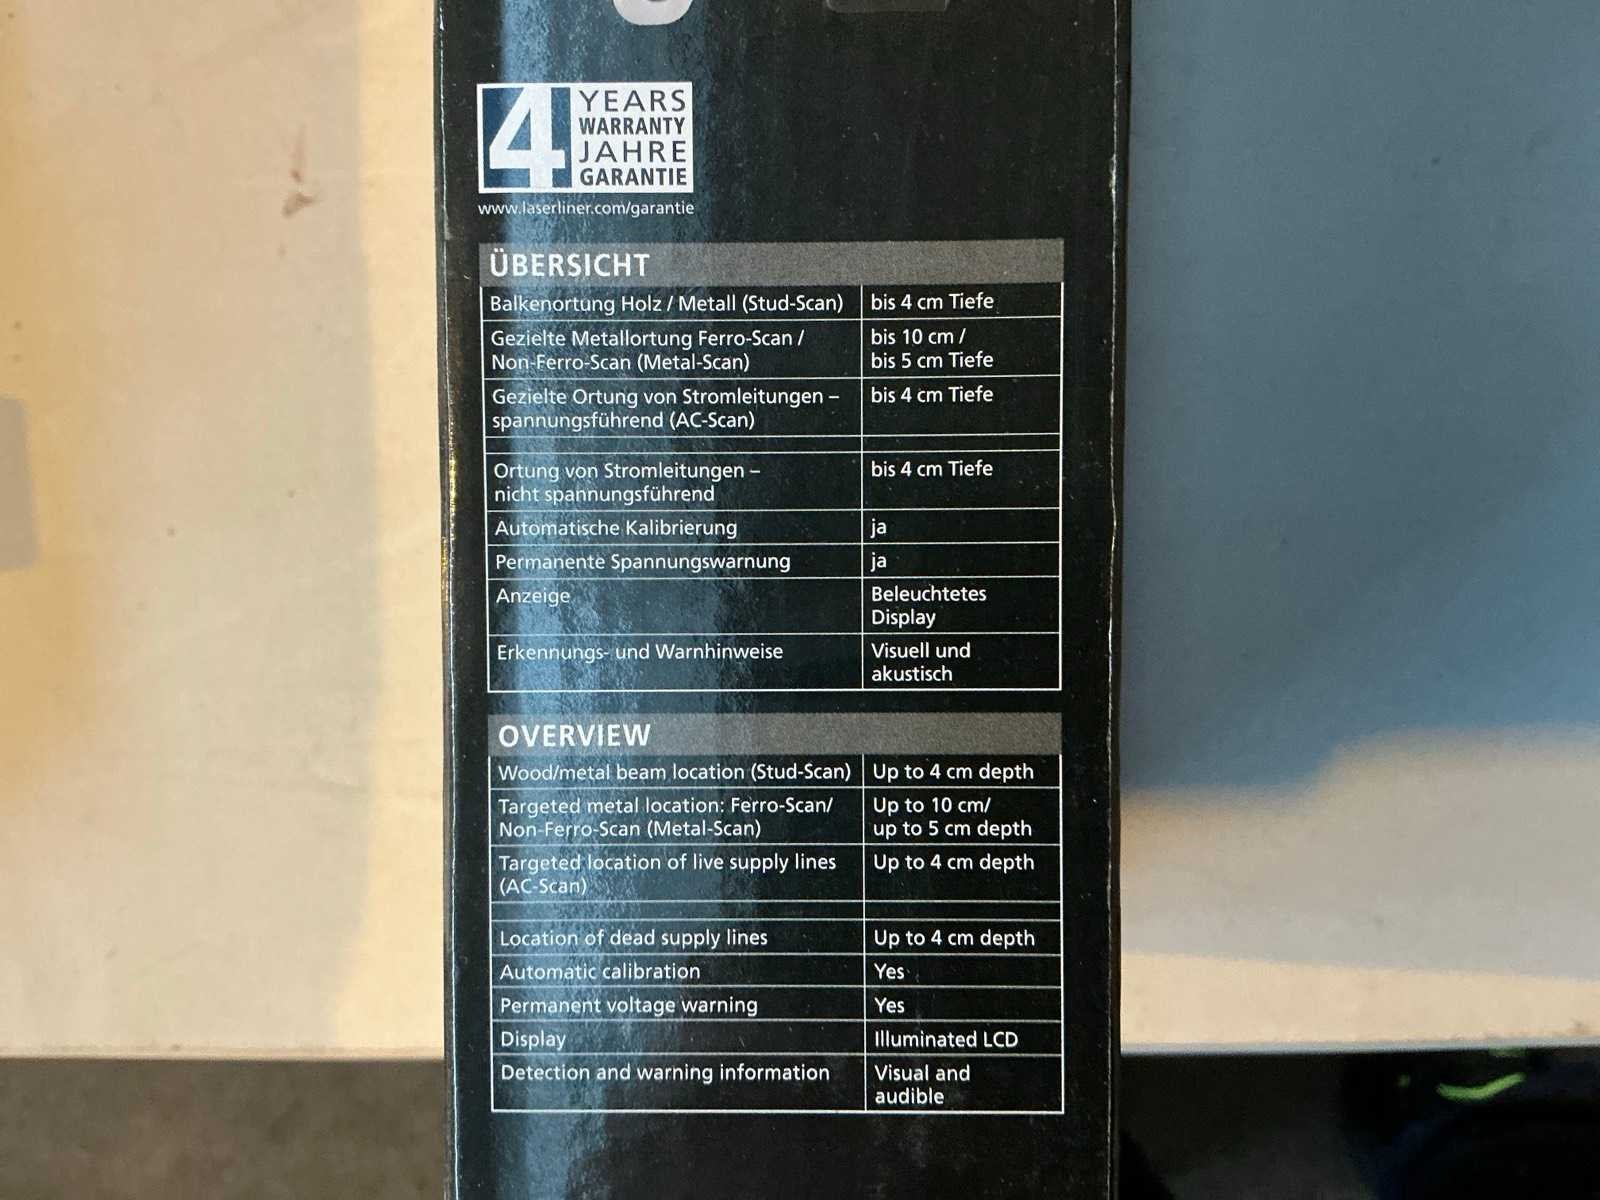 4 YEARS
WARRANTY
JAHRE
GARANTIE
www.laserliner.com/garantie
ÜBERSICHT
Balkenortung Holz / Metall (Stud-Scan) bis 4 cm Tiefe
Gezielte Metallortung Ferro-Scan / bis 10 cm /
Non-Ferro-Scan (Metal-Scan) bis 5 cm Tiefe
Gezielte Ortung von Stromleitungen – bis 4 cm Tiefe
spannungsführend (AC-Scan)
Ortung von Stromleitungen – bis 4 cm Tiefe
nicht spannungsführend
Automatische Kalibrierung ja
Permanente Spannungswarnung ja
Anzeige Beleuchtetes
Display
Erkennungs- und Warnhinweise Visuell und
akustisch
OVERVIEW
Wood/metal beam location (Stud-Scan) Up to 4 cm depth
Targeted metal location: Ferro-Scan/ Up to 10 cm/
Non-Ferro-Scan (Metal-Scan) up to 5 cm depth
Targeted location of live supply lines Up to 4 cm depth
(AC-Scan)
Location of dead supply lines Up to 4 cm depth
Automatic calibration Yes
Permanent voltage warning Yes
Display Illuminated LCD
Detection and warning information Visual and
audible